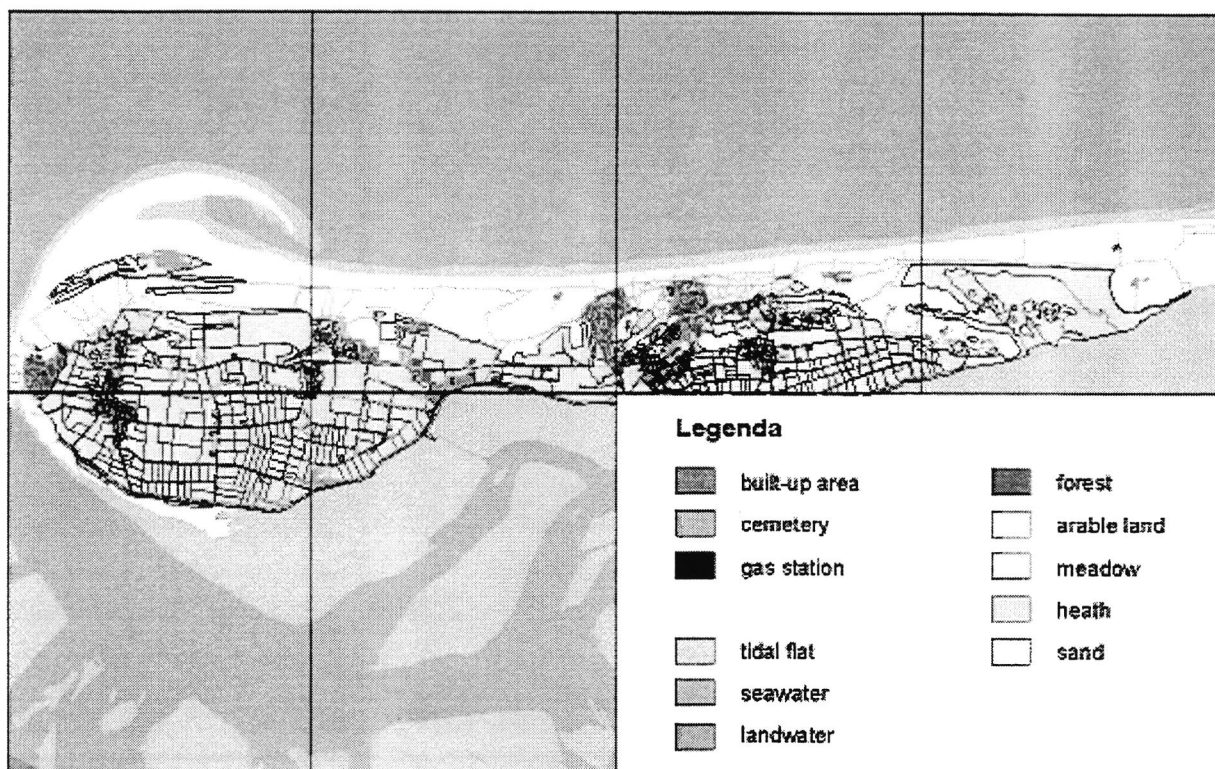 Legenda
built-up area
cemetery
gas station
tidal flat
seawater
landwater
forest
arable land
meadow
heath
sand